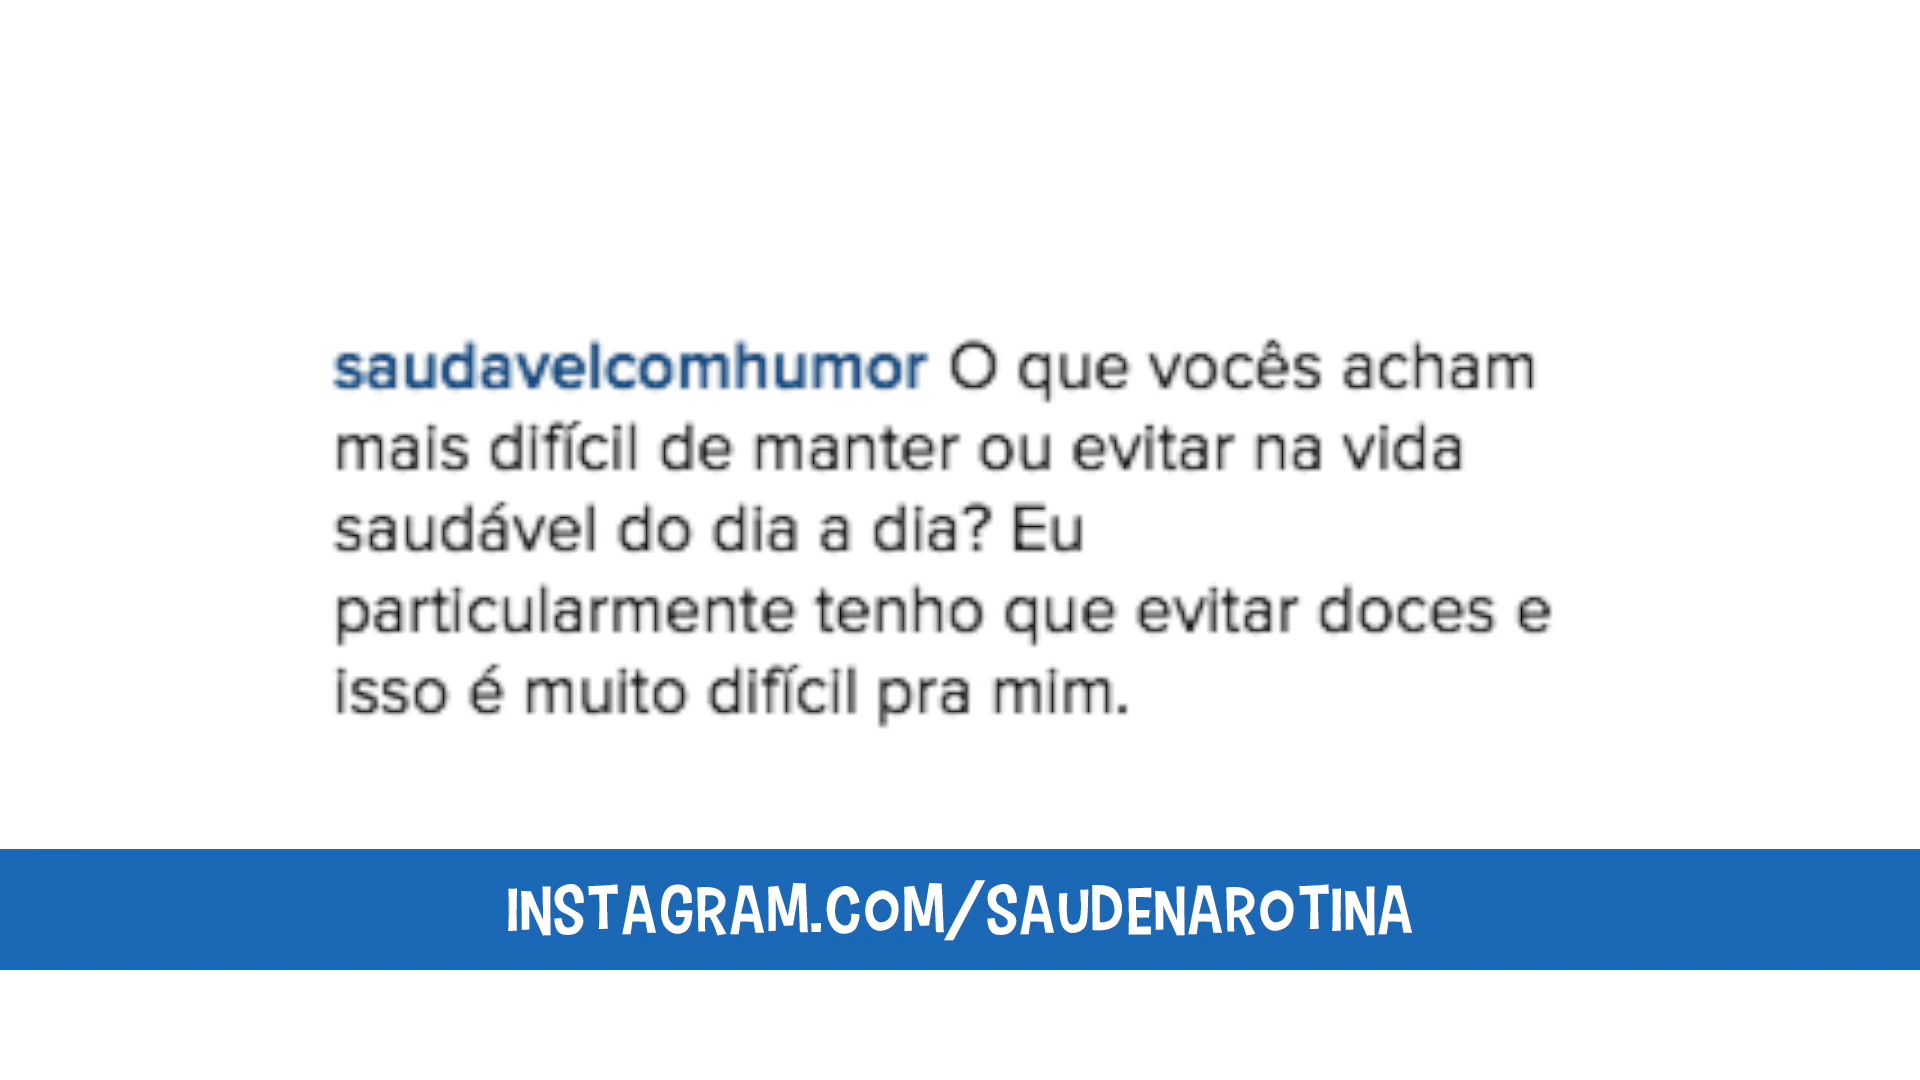 saudavelcomhumor O que vocês acham
mais difícil de manter ou evitar na vida
saudável do dia a dia? Eu
particularmente tenho que evitar doces e
isso é muito difícil pra mim.
INSTAGRAM.COM/SAUDENAROTINA